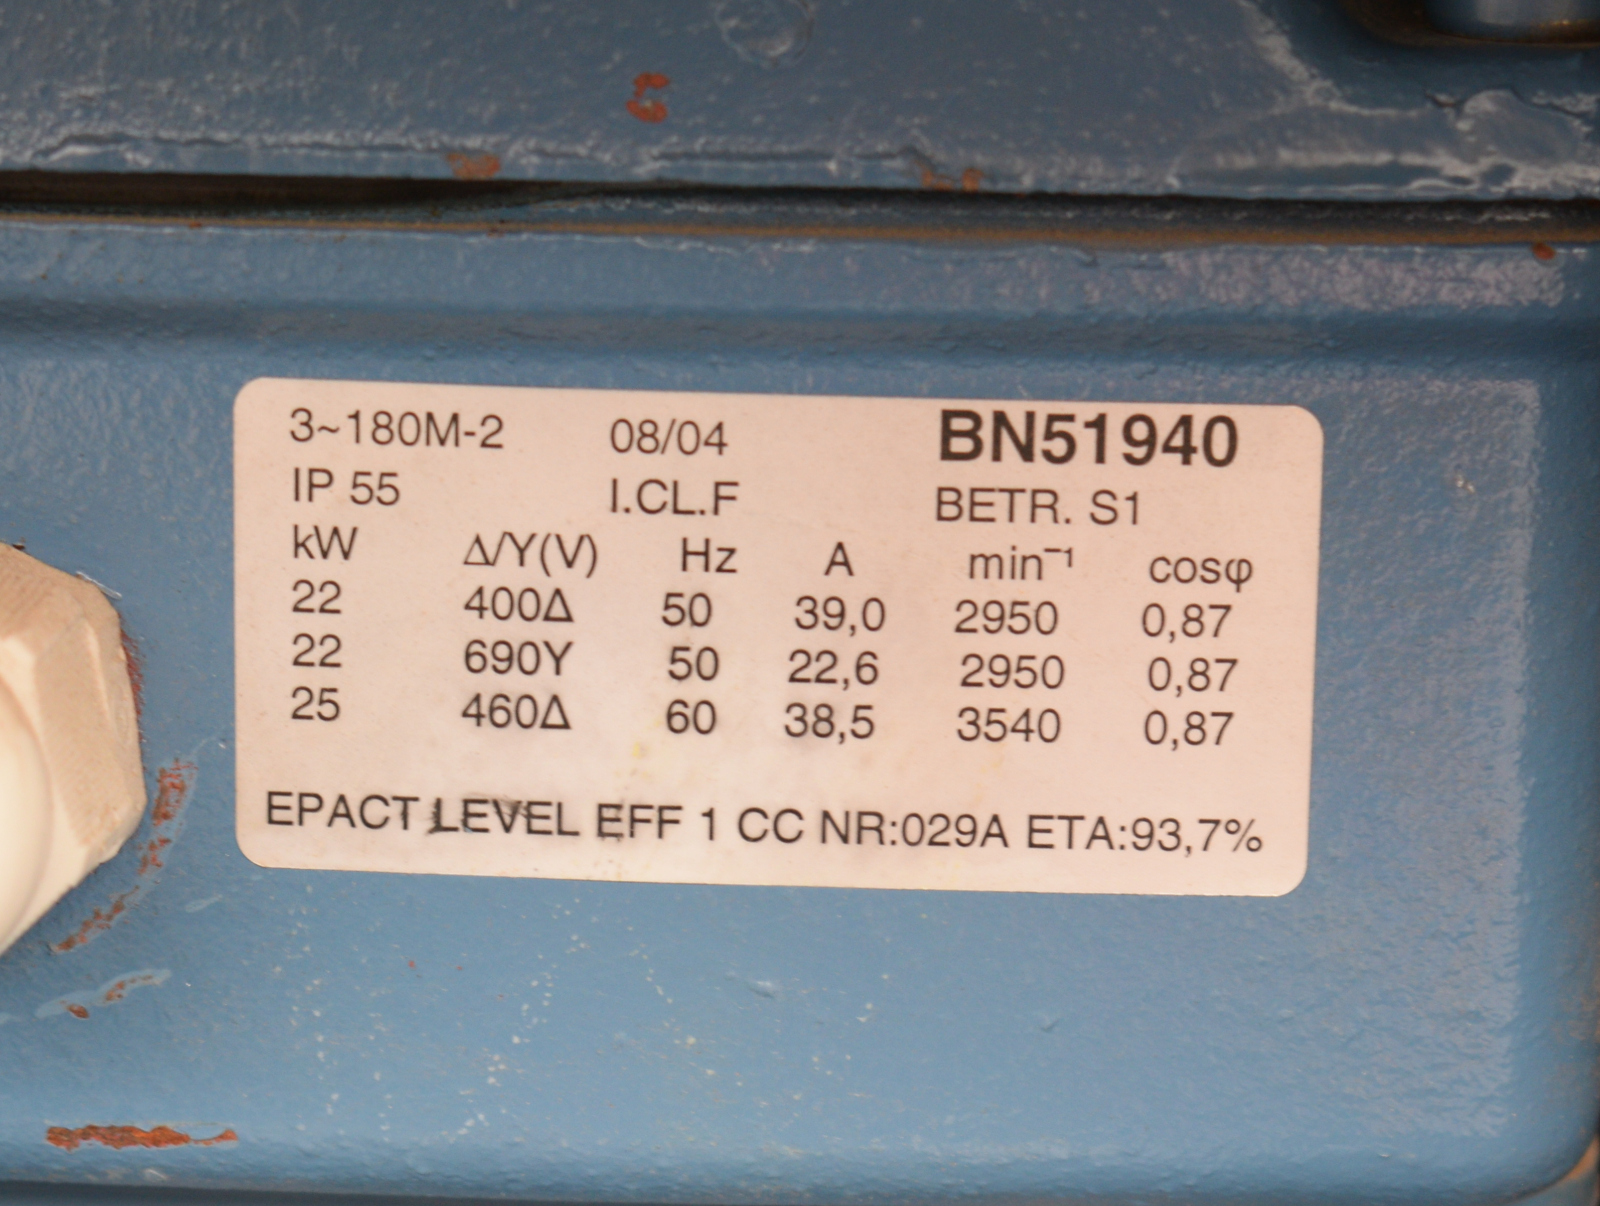 3~180M-2 08/04 BN51940
IP 55 I.CL.F BETR. S1
kW Δ/Y(V) Hz A min⁻¹ cosφ
22 400Δ 50 39,0 2950 0,87
22 690Y 50 22,6 2950 0,87
25 460Δ 60 38,5 3540 0,87
EPACT LEVEL EFF 1 CC NR:029A ETA:93,7%